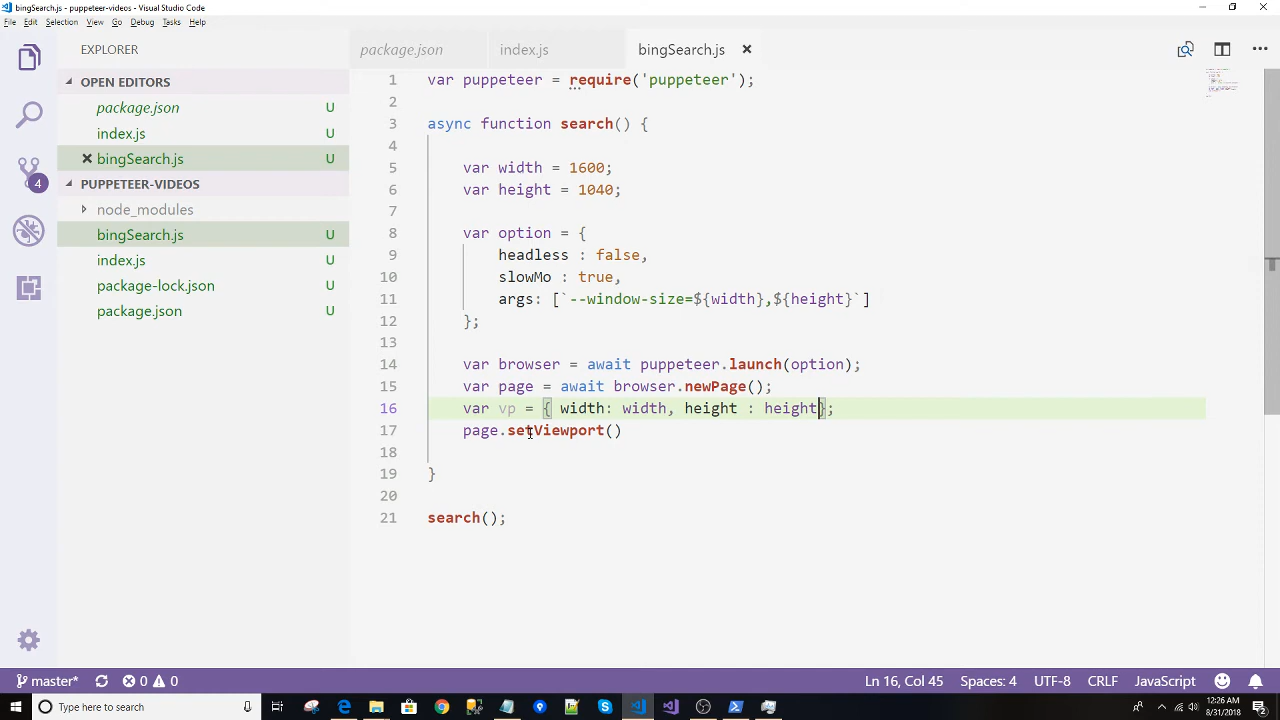 bingSearch.js - puppeteer-videos - Visual Studio Code
File Edit Selection View Go Debug Tasks Help
EXPLORER
package.json index.js bingSearch.js
OPEN EDITORS
package.json U
index.js U
bingSearch.js U
PUPPETEER-VIDEOS
node_modules
bingSearch.js U
index.js U
package-lock.json U
package.json U
4
1 var puppeteer = require('puppeteer');
2
3 async function search() {
4
5 var width = 1600;
6 var height = 1040;
7
8 var option = {
9 headless : false,
10 slowMo : true,
11 args: [`--window-size=${width},${height}`]
12 };
13
14 var browser = await puppeteer.launch(option);
15 var page = await browser.newPage();
16 var vp = { width: width, height : height};
17 page.setViewport()
18
19 }
20
21 search();
master* 0 0 Ln 16, Col 45 Spaces: 4 UTF-8 CRLF JavaScript
Type here to search 12:26 AM
8/31/2018